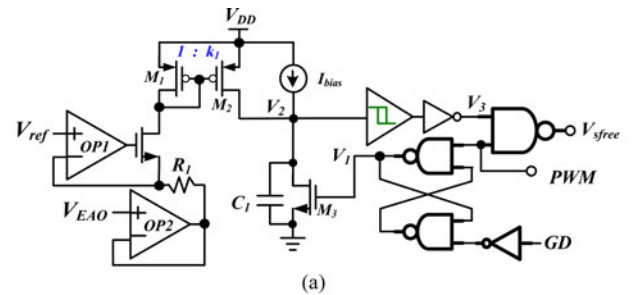 V_DD
1 : k_1
M_1
M_2
I_bias
V_2
V_3
V_sfree
V_ref
OP1
V_1
PWM
R_1
C_1
M_3
V_EAO
OP2
GD
(a)